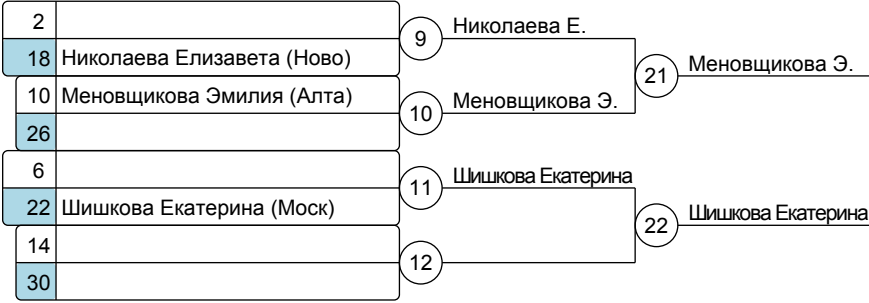 2
9
Николаева Е.
18 Николаева Елизавета (Ново)
21
Меновщикова Э.
10 Меновщикова Эмилия (Алта)
10
Меновщикова Э.
26
6
11
Шишкова Екатерина
22 Шишкова Екатерина (Моск)
22
Шишкова Екатерина
14
12
30